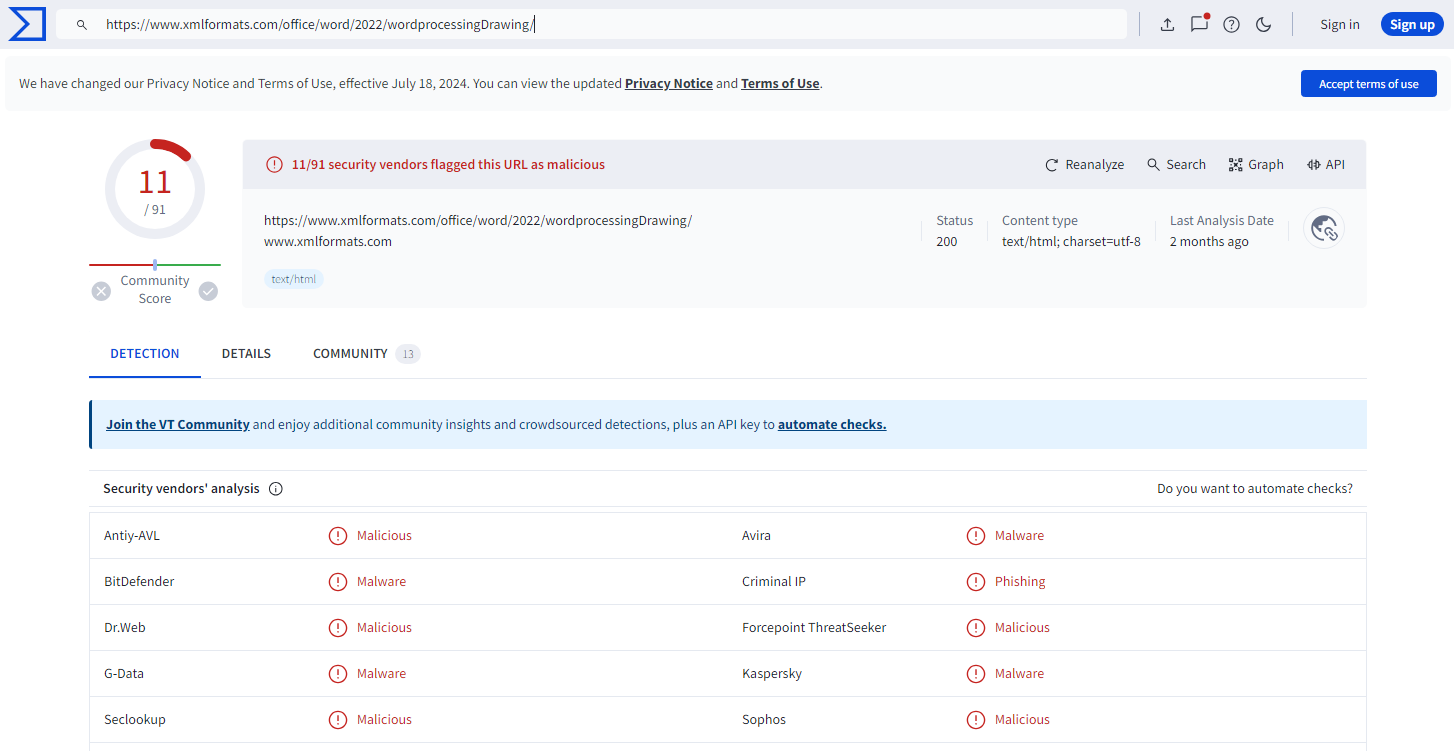 https://www.xmlformats.com/office/word/2022/wordprocessingDrawing/
Sign in
Sign up
We have changed our Privacy Notice and Terms of Use, effective July 18, 2024. You can view the updated Privacy Notice and Terms of Use.
Accept terms of use
11
/ 91
Community
Score
11/91 security vendors flagged this URL as malicious
Reanalyze
Search
Graph
API
https://www.xmlformats.com/office/word/2022/wordprocessingDrawing/
www.xmlformats.com
text/html
Status
200
Content type
text/html; charset=utf-8
Last Analysis Date
2 months ago
DETECTION
DETAILS
COMMUNITY 13
Join the VT Community and enjoy additional community insights and crowdsourced detections, plus an API key to automate checks.
Security vendors' analysis
Do you want to automate checks?
Antiy-AVL Malicious Avira Malware
BitDefender Malware Criminal IP Phishing
Dr.Web Malicious Forcepoint ThreatSeeker Malicious
G-Data Malware Kaspersky Malware
Seclookup Malicious Sophos Malicious